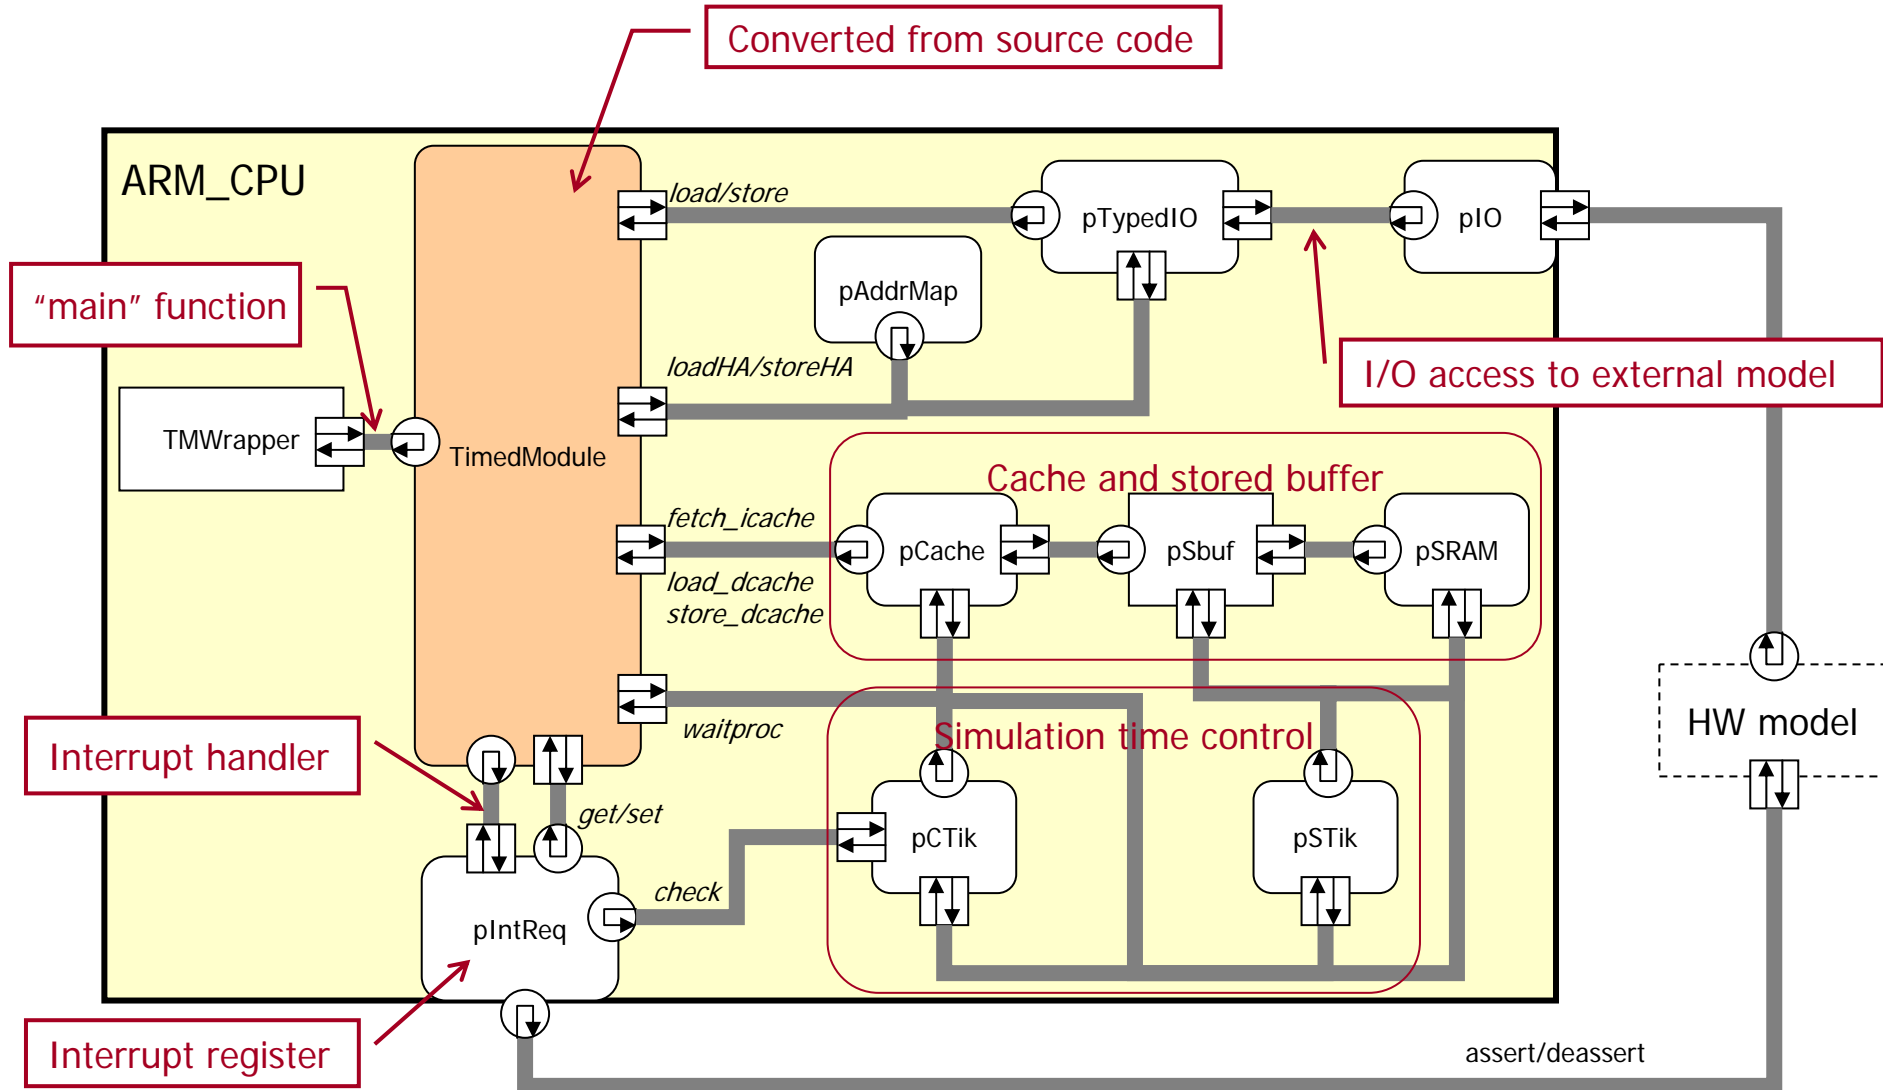 Converted from source code
ARM_CPU
load/store
pTypedIO
pIO
pAddrMap
“main” function
loadHA/storeHA
I/O access to external model
TMWrapper
TimedModule
Cache and stored buffer
fetch_icache
pCache
pSbuf
pSRAM
load_dcache
store_dcache
waitproc
Simulation time control
HW model
Interrupt handler
get/set
pCTik
pSTik
check
pIntReq
Interrupt register
assert/deassert